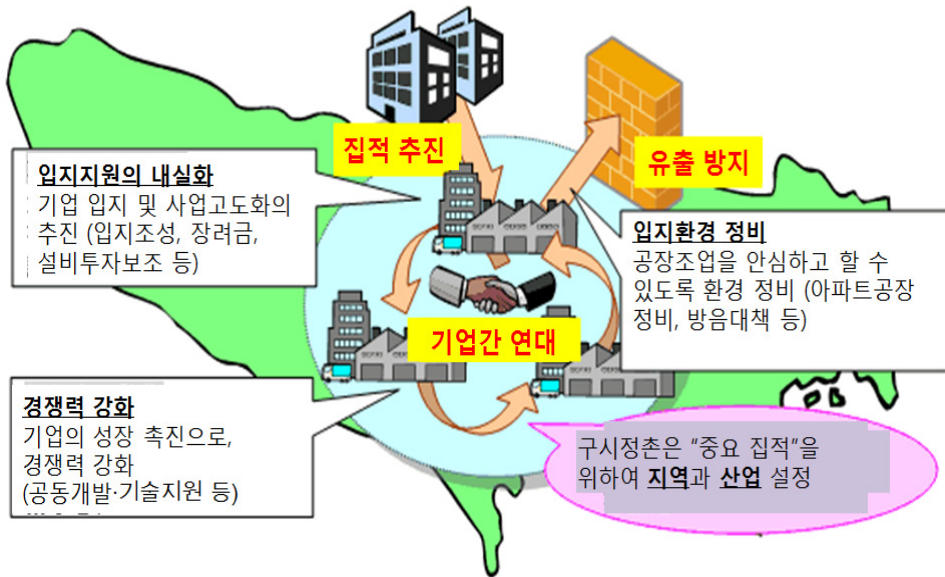 집적 추진
유출 방지
입지지원의 내실화
기업 입지 및 사업고도화의
추진 (입지조성, 장려금,
설비투자보조 등)
입지환경 정비
공장조업을 안심하고 할 수
있도록 환경 정비 (아파트공장
정비, 방음대책 등)
기업간 연대
경쟁력 강화
기업의 성장 촉진으로,
경쟁력 강화
(공동개발·기술지원 등)
구시정촌은 “중요 집적”을
위하여 지역과 산업 설정